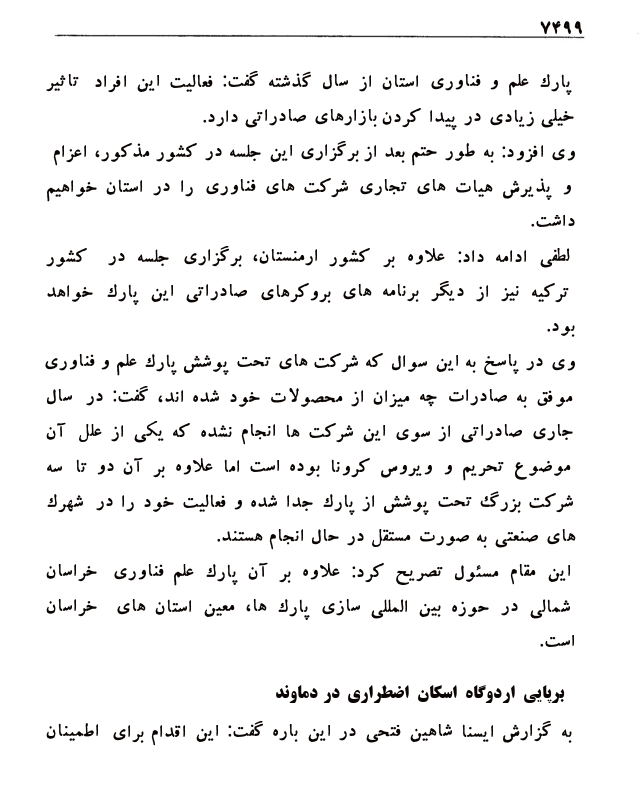 ۷۴۹۹
پارك علم و فناوری استان از سال گذشته گفت: فعالیت این افراد تاثیر
خیلی زیادی در پیدا کردن بازارهای صادراتی دارد.
وی افزود: به طور حتم بعد از برگزاری این جلسه در کشور مذکور، اعزام
و پذیرش هیات های تجاری شرکت های فناوری را در استان خواهیم
داشت.
لطفی ادامه داد: علاوه بر کشور ارمنستان، برگزاری جلسه در کشور
ترکیه نیز از دیگر برنامه های بروکرهای صادراتی این پارك خواهد
بود.
وی در پاسخ به این سوال که شرکت های تحت پوشش پارك علم و فناوری
موفق به صادرات چه میزان از محصولات خود شده اند، گفت: در سال
جاری صادراتی از سوی این شرکت ها انجام نشده که یکی از علل آن
موضوع تحریم و ویروس کرونا بوده است اما علاوه بر آن دو تا سه
شرکت بزرگ تحت پوشش از پارك جدا شده و فعالیت خود را در شهرك
های صنعتی به صورت مستقل در حال انجام هستند.
این مقام مسئول تصریح کرد: علاوه بر آن پارك علم فناوری خراسان
شمالی در حوزه بین المللی سازی پارك ها، معین استان های خراسان
است.
برپایی اردوگاه اسکان اضطراری در دماوند
به گزارش ایسنا شاهین فتحی در این باره گفت: این اقدام برای اطمینان